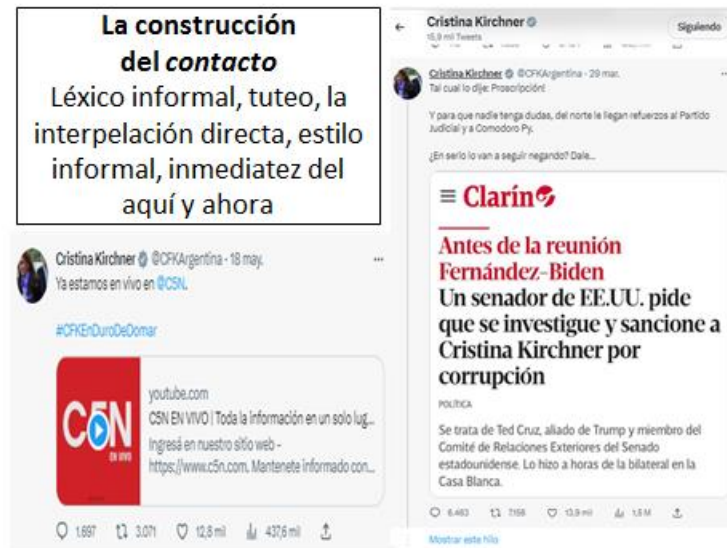 La construcción
del contacto
Léxico informal, tuteo, la
interpelación directa, estilo
informal, inmediatez del
aquí y ahora
Cristina Kirchner @CFKArgentina · 18 may.
Ya estamos en vivo en @C5N.
#CFKEnDuroDeDomar
C5N
EN VIVO
youtube.com
C5N EN VIVO | Toda la información en un solo lug...
Ingresá en nuestro sitio web -
https://www.c5n.com. Mantenete informado con...
1.697 3.071 12,8 mil 437,6 mil
Cristina Kirchner
15,9 mil Tweets
Siguiendo
Cristina Kirchner @CFKArgentina · 29 mar.
Tal cual lo dije: Proscripción!
Y para que nadie tenga dudas, del norte le llegan refuerzos al Partido
Judicial y a Comodoro Py.
¿En serio lo van a seguir negando? Dale...
Clarín
Antes de la reunión
Fernández-Biden
Un senador de EE.UU. pide
que se investigue y sancione a
Cristina Kirchner por
corrupción
POLÍTICA
Se trata de Ted Cruz, aliado de Trump y miembro del
Comité de Relaciones Exteriores del Senado
estadounidense. Lo hizo a horas de la bilateral en la
Casa Blanca.
6.463 7.158 13,9 mil 1,5 M
Mostrar este hilo